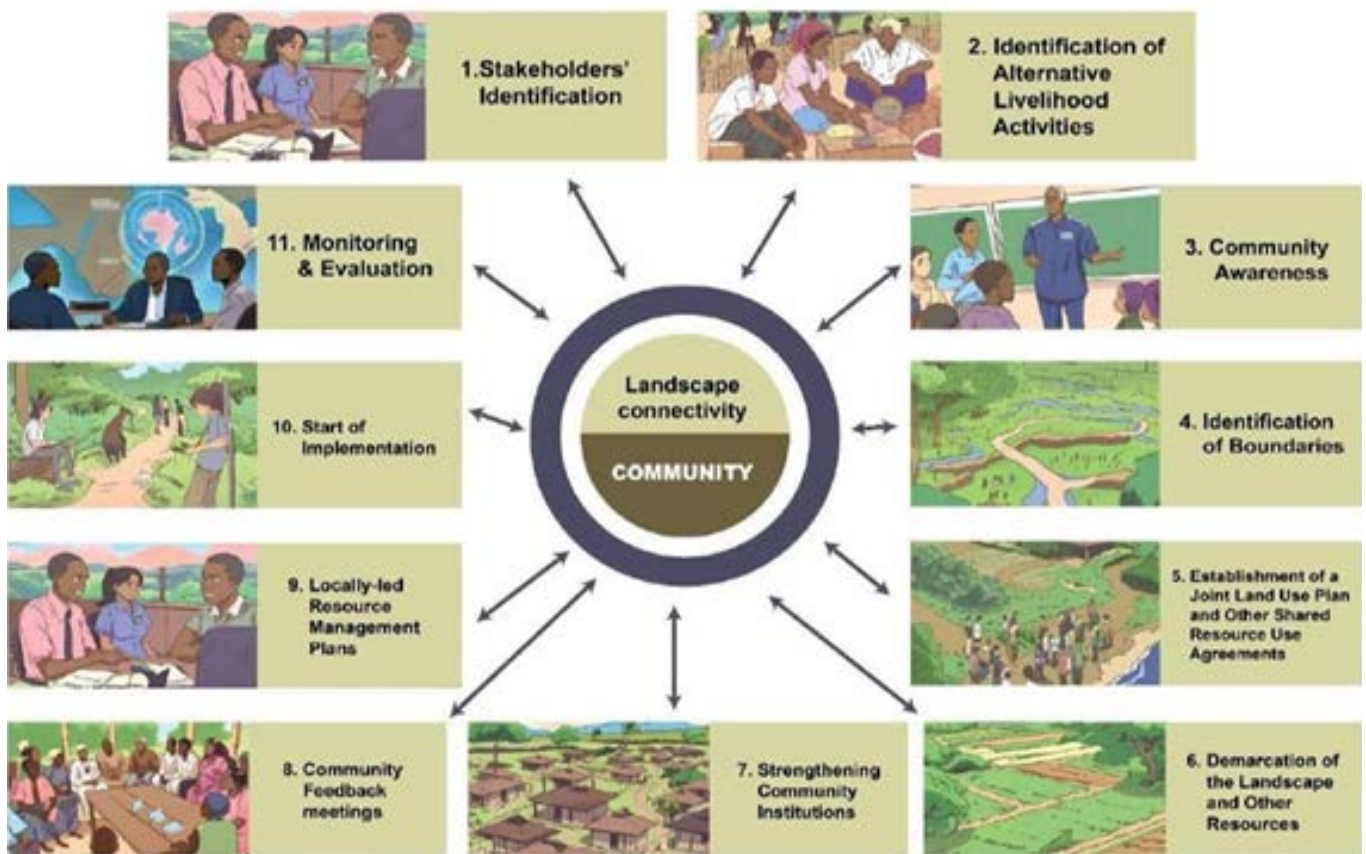 1.Stakeholders'
Identification
2. Identification of
Alternative
Livelihood
Activities
3. Community
Awareness
4. Identification
of Boundaries
5. Establishment of a
Joint Land Use Plan
and Other Shared
Resource Use
Agreements
6. Demarcation of
the Landscape
and Other
Resources
7. Strengthening
Community
Institutions
8. Community
Feedback
meetings
9. Locally-led
Resource
Management
Plans
10. Start of
Implementation
11. Monitoring
& Evaluation
Landscape
connectivity
COMMUNITY